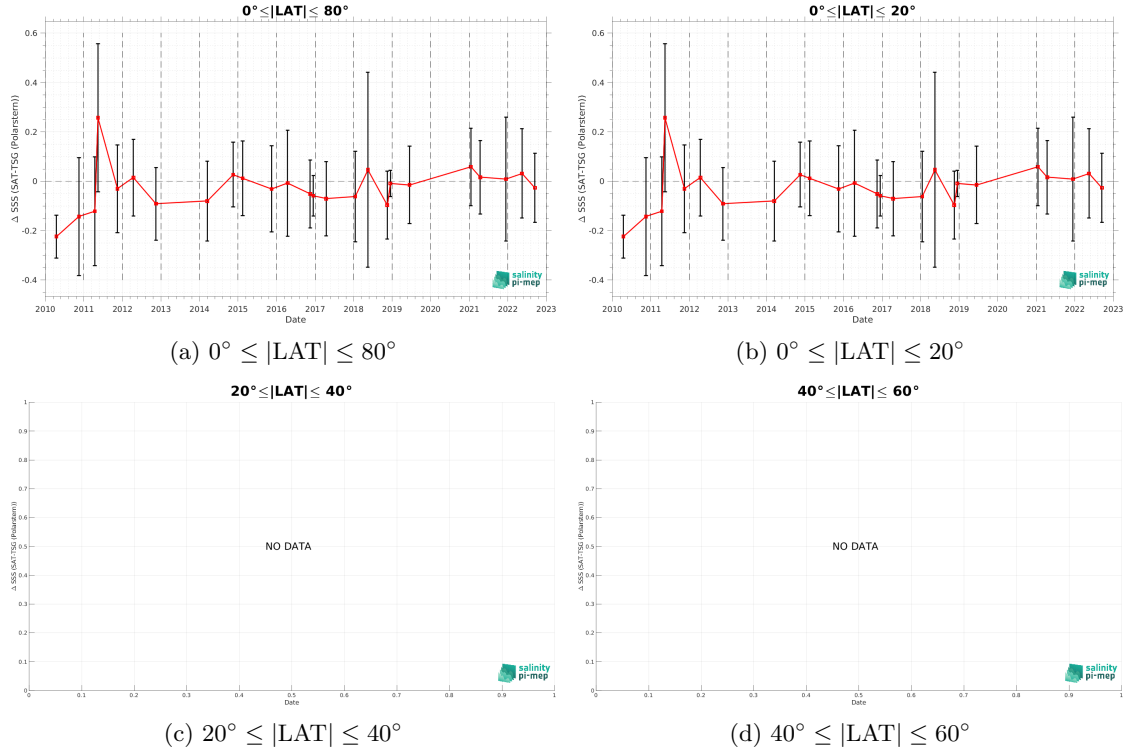 0°≤|LAT|≤ 80°
Δ SSS (SAT-TSG (Polarstern))
0.6
0.4
0.2
0
-0.2
-0.4
2010 2011 2012 2013 2014 2015 2016 2017 2018 2019 2020 2021 2022 2023
Date
salinity
pi-mep
(a) 0° ≤ |LAT| ≤ 80°
0°≤|LAT|≤ 20°
Δ SSS (SAT-TSG (Polarstern))
0.6
0.4
0.2
0
-0.2
-0.4
2010 2011 2012 2013 2014 2015 2016 2017 2018 2019 2020 2021 2022 2023
Date
salinity
pi-mep
(b) 0° ≤ |LAT| ≤ 20°
20°≤|LAT|≤ 40°
Δ SSS (SAT-TSG (Polarstern))
1
0.9
0.8
0.7
0.6
0.5
0.4
0.3
0.2
0.1
0
NO DATA
0 0.1 0.2 0.3 0.4 0.5 0.6 0.7 0.8 0.9 1
Date
salinity
pi-mep
(c) 20° ≤ |LAT| ≤ 40°
40°≤|LAT|≤ 60°
Δ SSS (SAT-TSG (Polarstern))
1
0.9
0.8
0.7
0.6
0.5
0.4
0.3
0.2
0.1
0
NO DATA
0 0.1 0.2 0.3 0.4 0.5 0.6 0.7 0.8 0.9 1
Date
salinity
pi-mep
(d) 40° ≤ |LAT| ≤ 60°